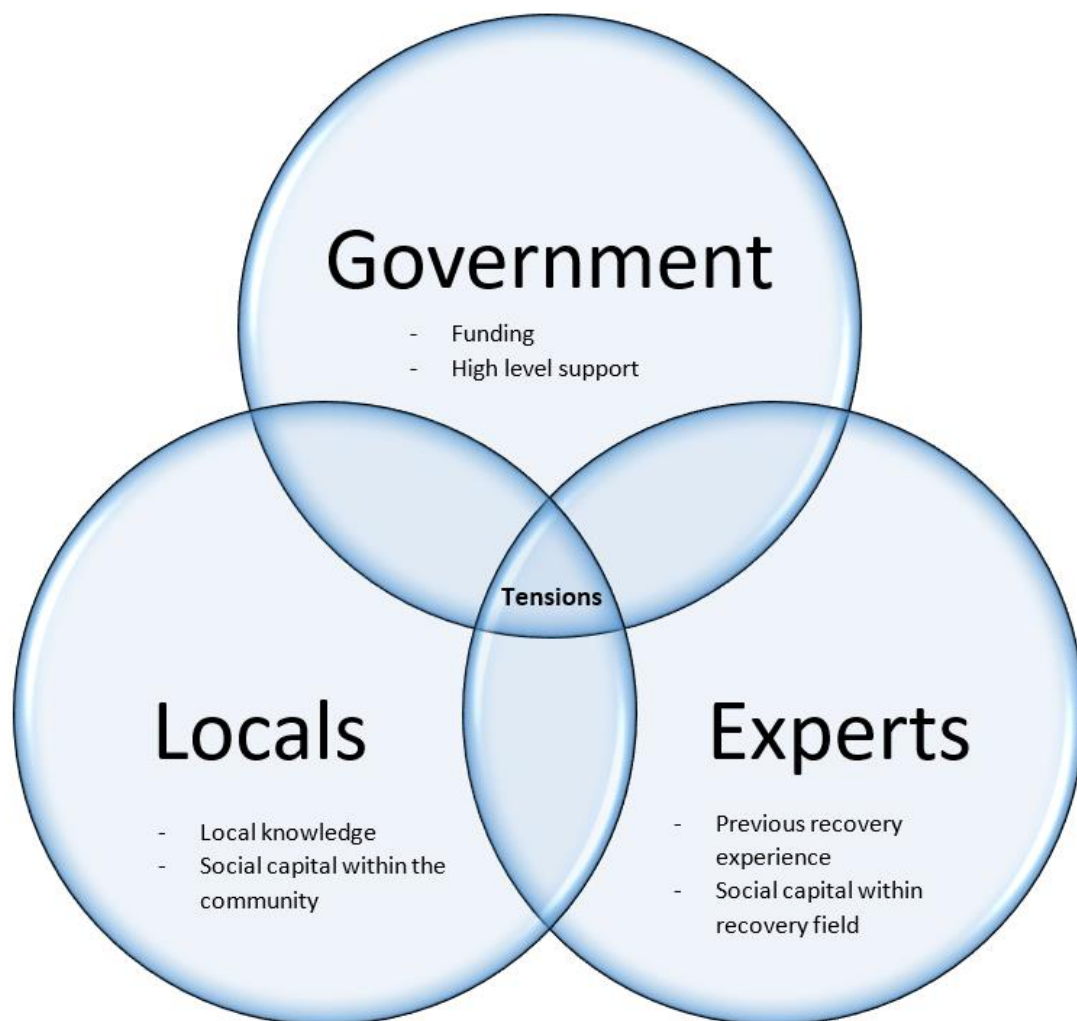 Government
- Funding
- High level support
Tensions
Locals
- Local knowledge
- Social capital within the
community
Experts
- Previous recovery
experience
- Social capital within
recovery field